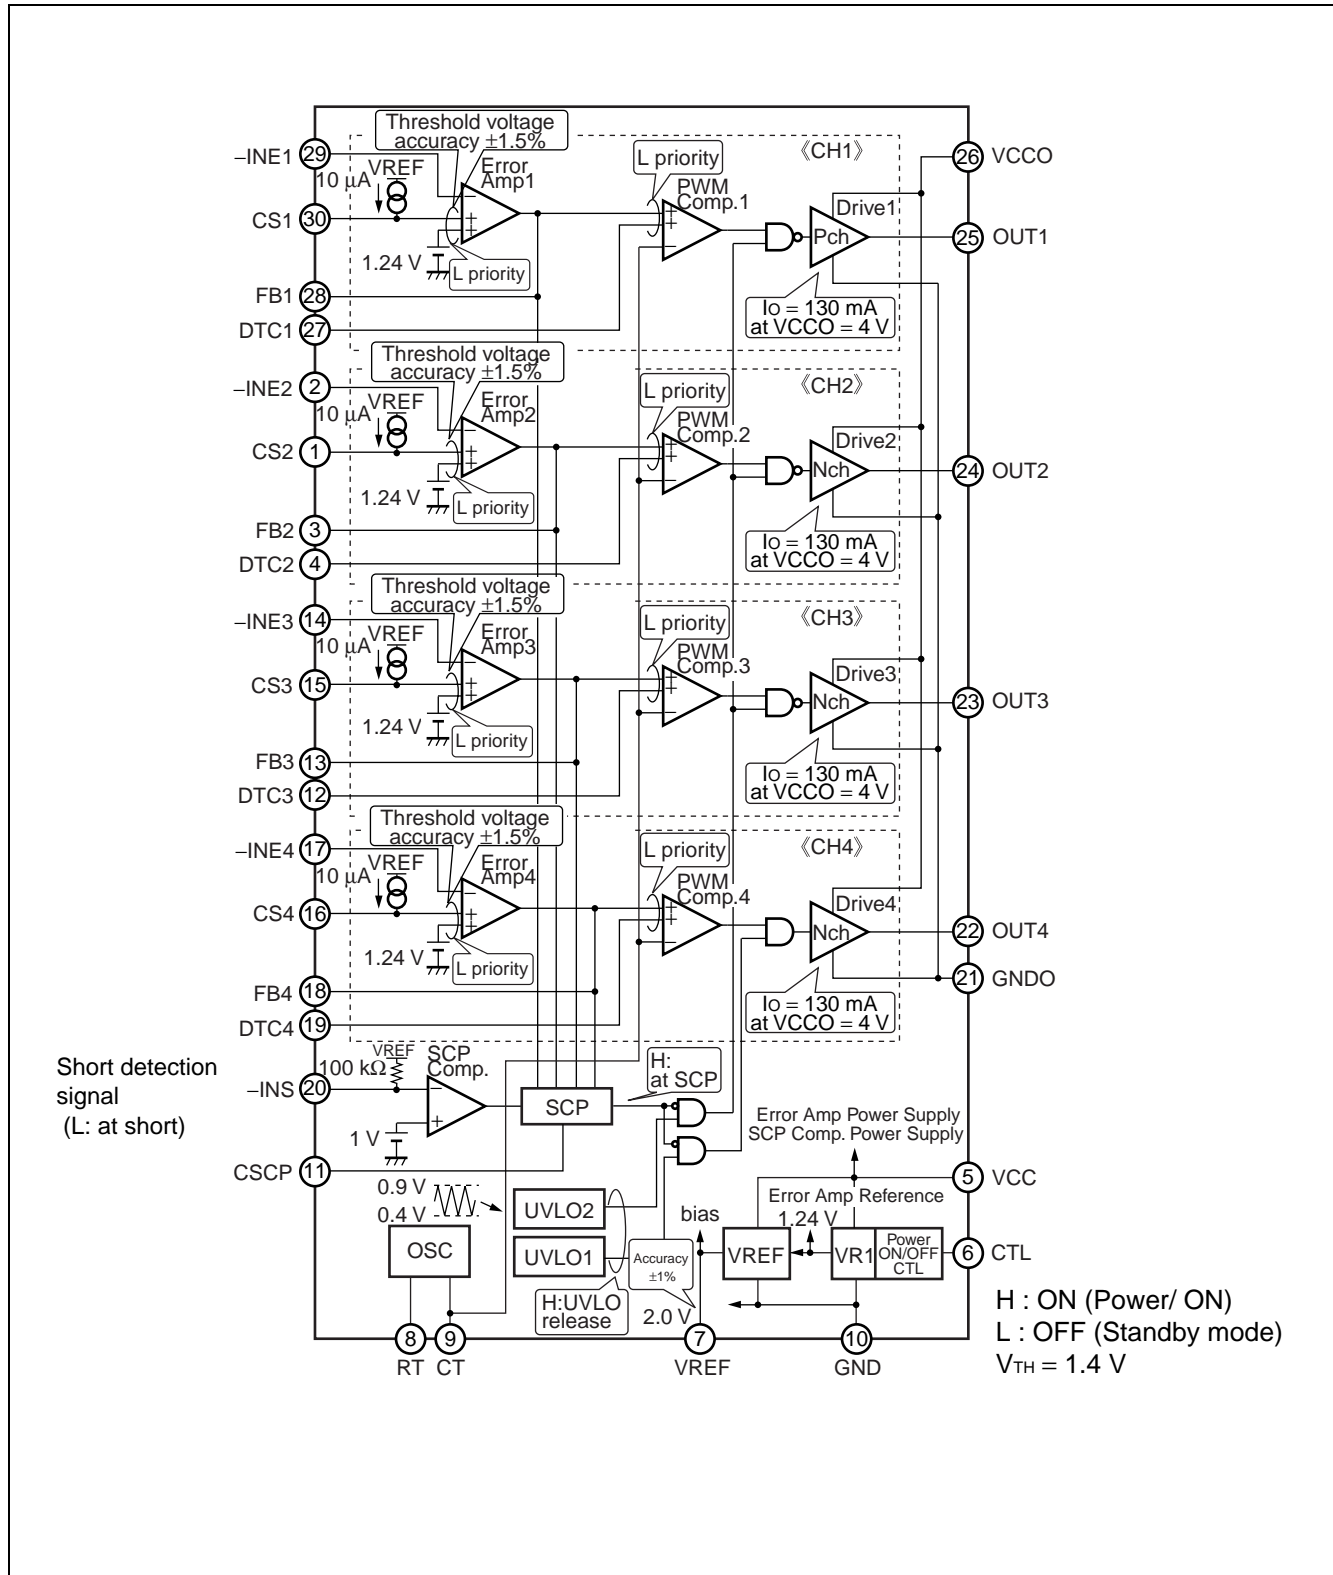 Threshold voltage
accuracy ±1.5%
L priority
《CH1》
–INE1 29
26 VCCO
10 µA
VREF
Error
Amp1
PWM
Comp.1
Drive1
CS1 30
Pch
25 OUT1
1.24 V
L priority
FB1 28
IO = 130 mA
at VCCO = 4 V
DTC1 27
Threshold voltage
accuracy ±1.5%
L priority
《CH2》
–INE2 2
10 µA
VREF
Error
Amp2
PWM
Comp.2
Drive2
CS2 1
Nch
24 OUT2
1.24 V
L priority
FB2 3
IO = 130 mA
at VCCO = 4 V
DTC2 4
Threshold voltage
accuracy ±1.5%
L priority
《CH3》
–INE3 14
10 µA
VREF
Error
Amp3
PWM
Comp.3
Drive3
CS3 15
Nch
23 OUT3
1.24 V
L priority
FB3 13
IO = 130 mA
at VCCO = 4 V
DTC3 12
Threshold voltage
accuracy ±1.5%
L priority
《CH4》
–INE4 17
10 µA
VREF
Error
Amp4
PWM
Comp.4
Drive4
CS4 16
Nch
22 OUT4
1.24 V
L priority
21 GNDO
FB4 18
IO = 130 mA
at VCCO = 4 V
DTC4 19
Short detection
signal
(L: at short)
VREF
100 kΩ
SCP
Comp.
H:
at SCP
–INS 20
SCP
1 V
Error Amp Power Supply
SCP Comp. Power Supply
CSCP 11
5 VCC
0.9 V
0.4 V
UVLO2
bias
Error Amp Reference
1.24 V
OSC
UVLO1
Accuracy
±1%
VREF
VR1
Power
ON/OFF
CTL
6 CTL
H:UVLO
release
2.0 V
H : ON (Power/ ON)
L : OFF (Standby mode)
VTH = 1.4 V
8 9 7 10
RT CT VREF GND